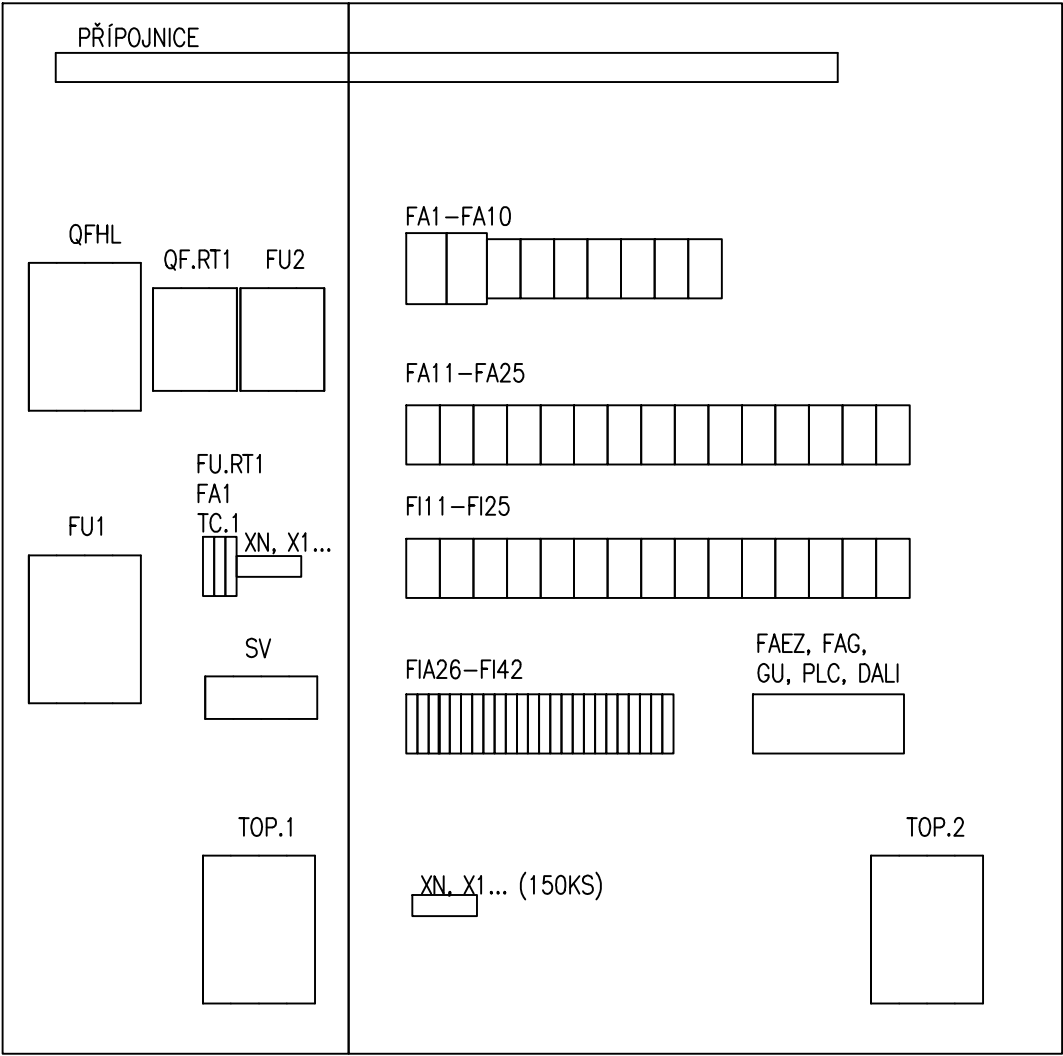 PŘÍPOJNICE
QFHL
QF.RT1
FU2
FU.RT1
FA1
TC.1
XN, X1...
FU1
SV
TOP.1
FA1-FA10
FA11-FA25
FI11-FI25
FIA26-FI42
FAEZ, FAG,
GU, PLC, DALI
XN, X1... (150KS)
TOP.2